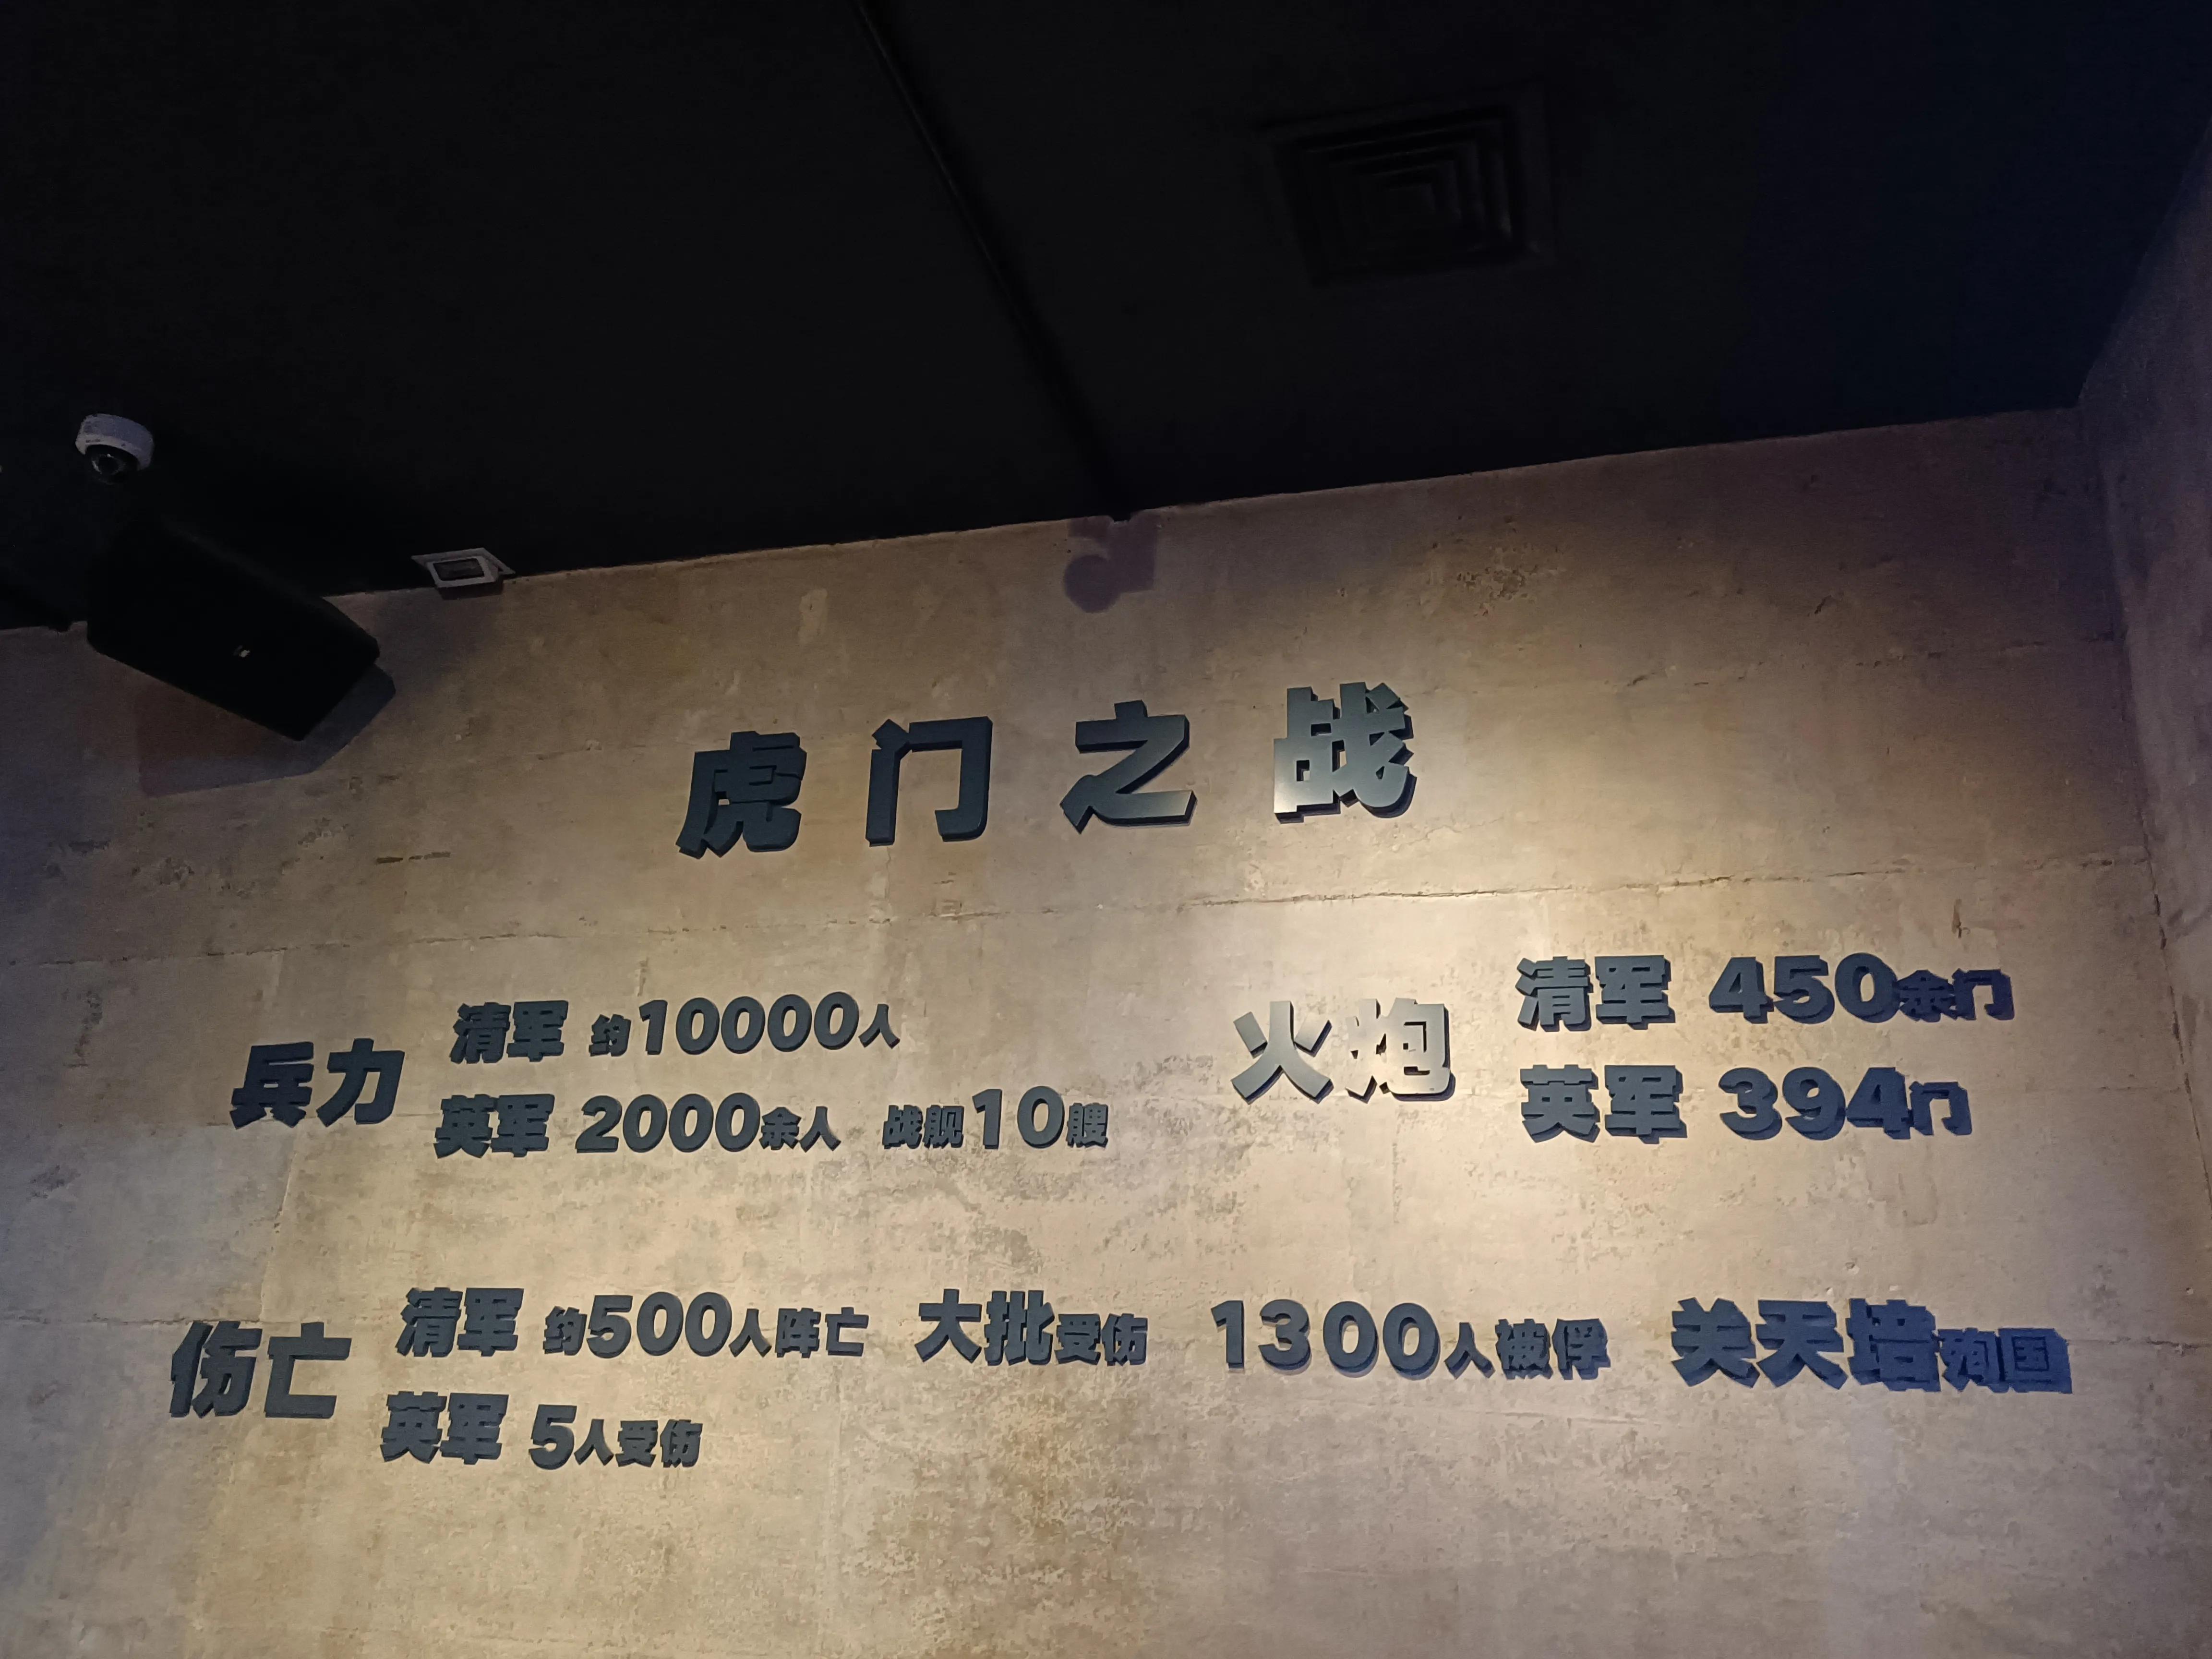 虎门之战
兵力
清军 约10000人
英军 2000余人 战舰10艘
火炮
清军 450余门
英军 394门
伤亡
清军 约500人阵亡 大批受伤 1300人被俘 关天培殉国
英军 5人受伤